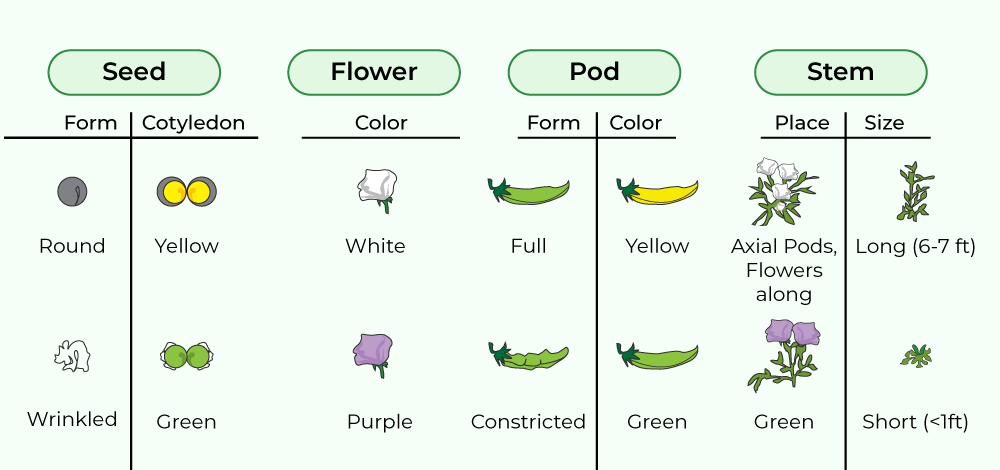 Seed Flower Pod Stem
Form Cotyledon Color Form Color Place Size
Round Yellow White Full Yellow Axial Pods, Long (6-7 ft)
Flowers
along
Wrinkled Green Purple Constricted Green Green Short (<1ft)